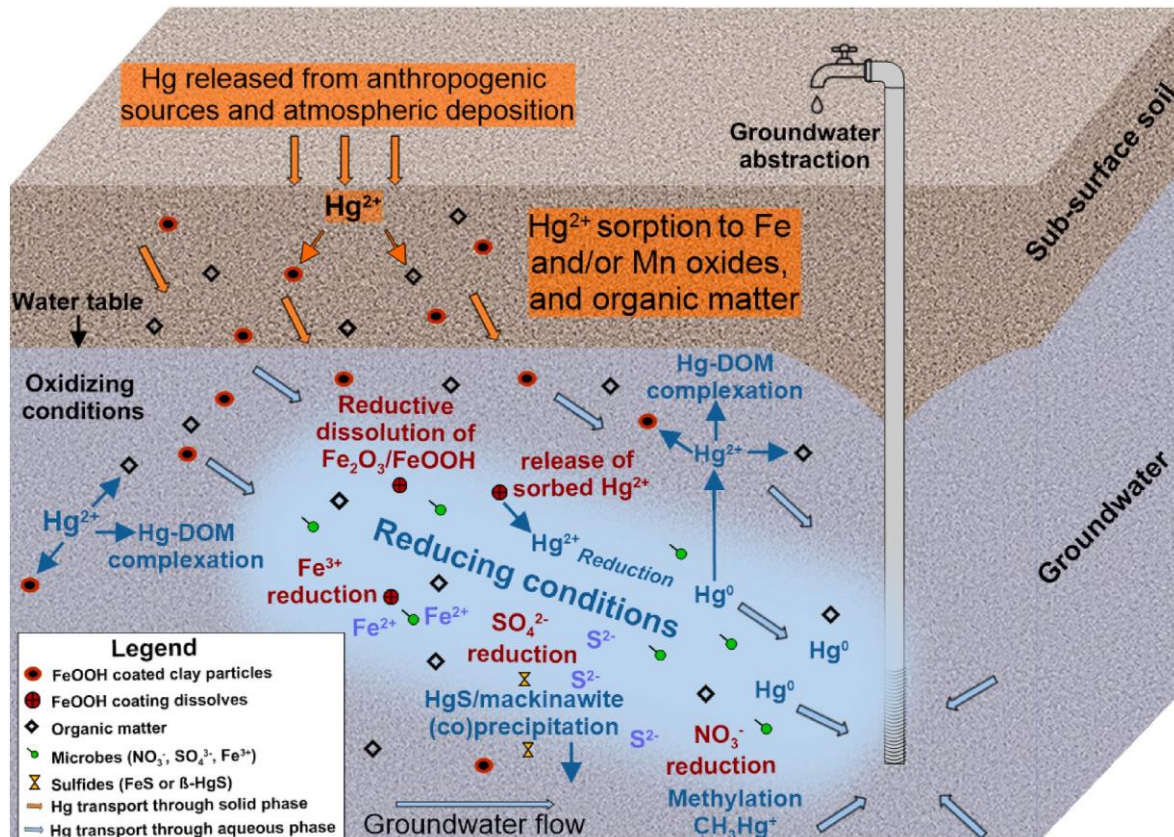 Hg released from anthropogenic
sources and atmospheric deposition
Groundwater
abstraction
Sub-surface soil
Hg²⁺
Hg²⁺ sorption to Fe
and/or Mn oxides,
and organic matter
Water table
Oxidizing
conditions
Hg-DOM
complexation
Reductive
dissolution of
Fe₂O₃/FeOOH
release of
sorbed Hg²⁺
Hg²⁺
Hg²⁺
Hg-DOM
complexation
Hg²⁺ Reduction
Reducing conditions
Groundwater
Fe³⁺
reduction
Fe²⁺
Fe²⁺
Hg⁰
SO₄²⁻
reduction
S²⁻
S²⁻
Hg⁰
HgS/mackinawite
(co)precipitation
Hg⁰
S²⁻
NO₃⁻
reduction
Methylation
CH₃Hg⁺
Groundwater flow
Legend
FeOOH coated clay particles
FeOOH coating dissolves
Organic matter
Microbes (NO₃⁻, SO₄³⁻, Fe³⁺)
Sulfides (FeS or ß-HgS)
Hg transport through solid phase
Hg transport through aqueous phase